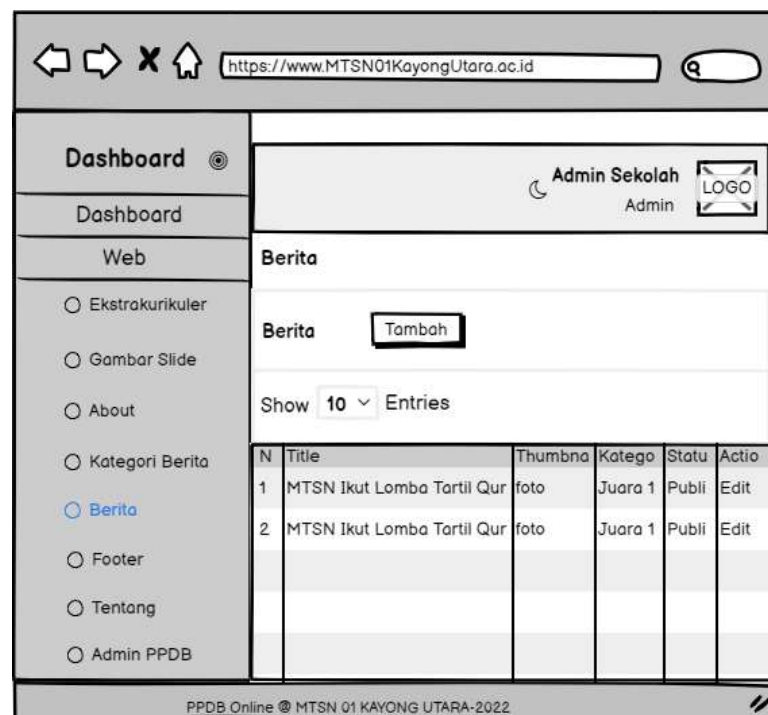 https://www.MTSN01KayongUtara.ac.id
Dashboard
Dashboard
Web
Ekstrakurikuler
Gambar Slide
About
Kategori Berita
Berita
Footer
Tentang
Admin PPDB
Admin Sekolah
Admin
LOGO
Berita
Berita Tambah
Show 10 Entries
N Title Thumbna Katego Statu Actio
1 MTSN Ikut Lomba Tartil Qur foto Juara 1 Publi Edit
2 MTSN Ikut Lomba Tartil Qur foto Juara 1 Publi Edit
PPDB Online @ MTSN 01 KAYONG UTARA-2022